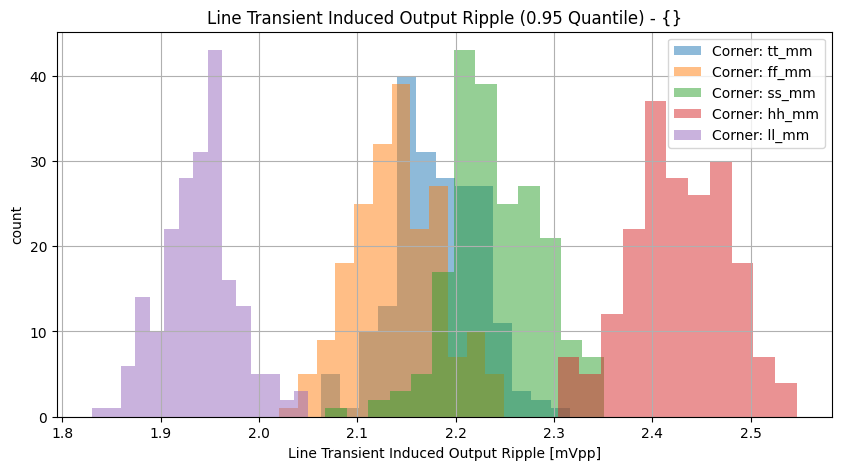 Line Transient Induced Output Ripple (0.95 Quantile) - {}
Corner: tt_mm
Corner: ff_mm
Corner: ss_mm
Corner: hh_mm
Corner: ll_mm
count
40
30
20
10
0
1.8 1.9 2.0 2.1 2.2 2.3 2.4 2.5
Line Transient Induced Output Ripple [mVpp]